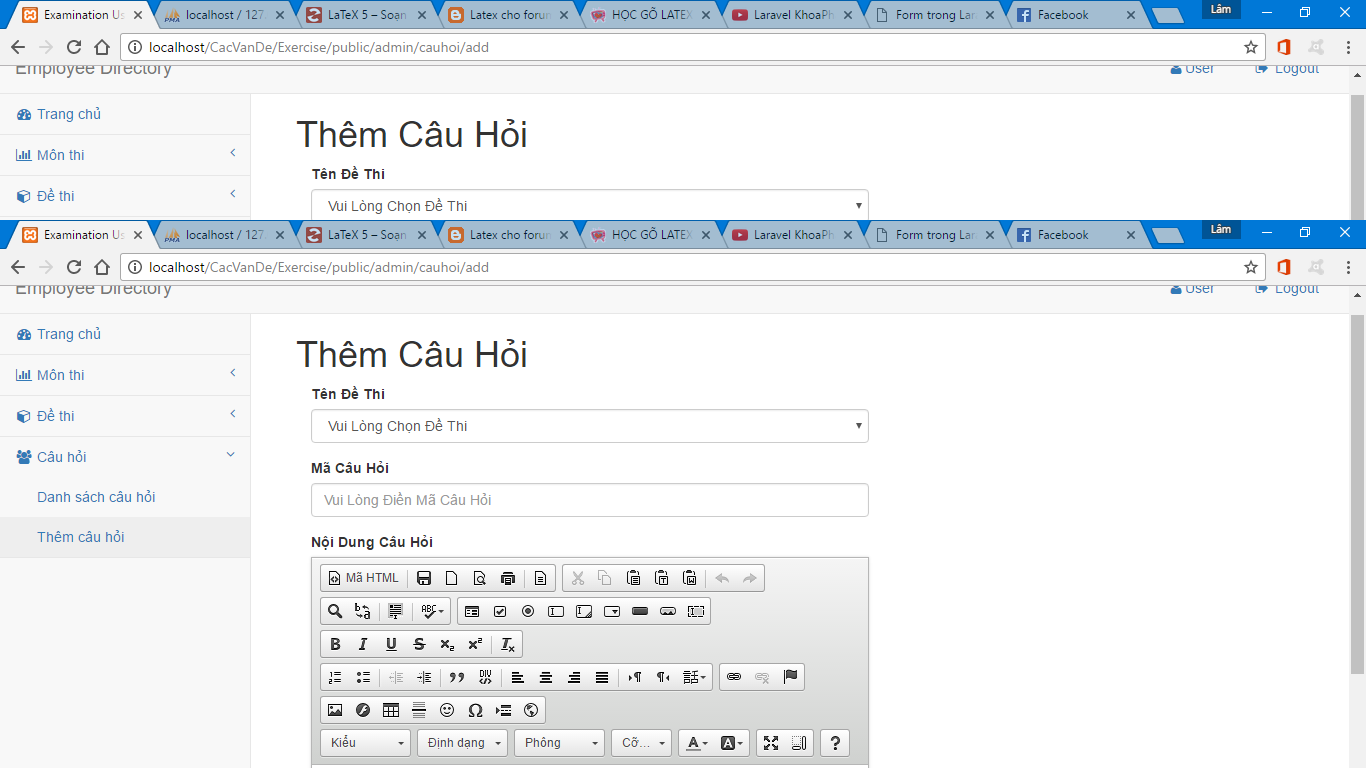 Examination Us
localhost / 127.
LaTeX 5 – Soạn
Latex cho forum
HỌC GÕ LATEX
Laravel KhoaPh
Form trong Lara
Facebook
Lâm
localhost/CacVanDe/Exercise/public/admin/cauhoi/add
Employee Directory
User
Logout
Trang chủ
Môn thi
Đề thi
Thêm Câu Hỏi
Tên Đề Thi
Vui Lòng Chọn Đề Thi
Examination Us
localhost / 127.
LaTeX 5 – Soạn
Latex cho forum
HỌC GÕ LATEX
Laravel KhoaPh
Form trong Lara
Facebook
Lâm
localhost/CacVanDe/Exercise/public/admin/cauhoi/add
Employee Directory
User
Logout
Trang chủ
Môn thi
Đề thi
Câu hỏi
Danh sách câu hỏi
Thêm câu hỏi
Thêm Câu Hỏi
Tên Đề Thi
Vui Lòng Chọn Đề Thi
Mã Câu Hỏi
Vui Lòng Điền Mã Câu Hỏi
Nội Dung Câu Hỏi
Mã HTML
Kiểu
Định dạng
Phông
Cỡ...